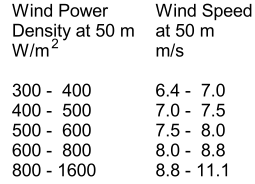 Wind Power Wind Speed
Density at 50 m at 50 m
W/m² m/s
300 - 400 6.4 - 7.0
400 - 500 7.0 - 7.5
500 - 600 7.5 - 8.0
600 - 800 8.0 - 8.8
800 - 1600 8.8 - 11.1